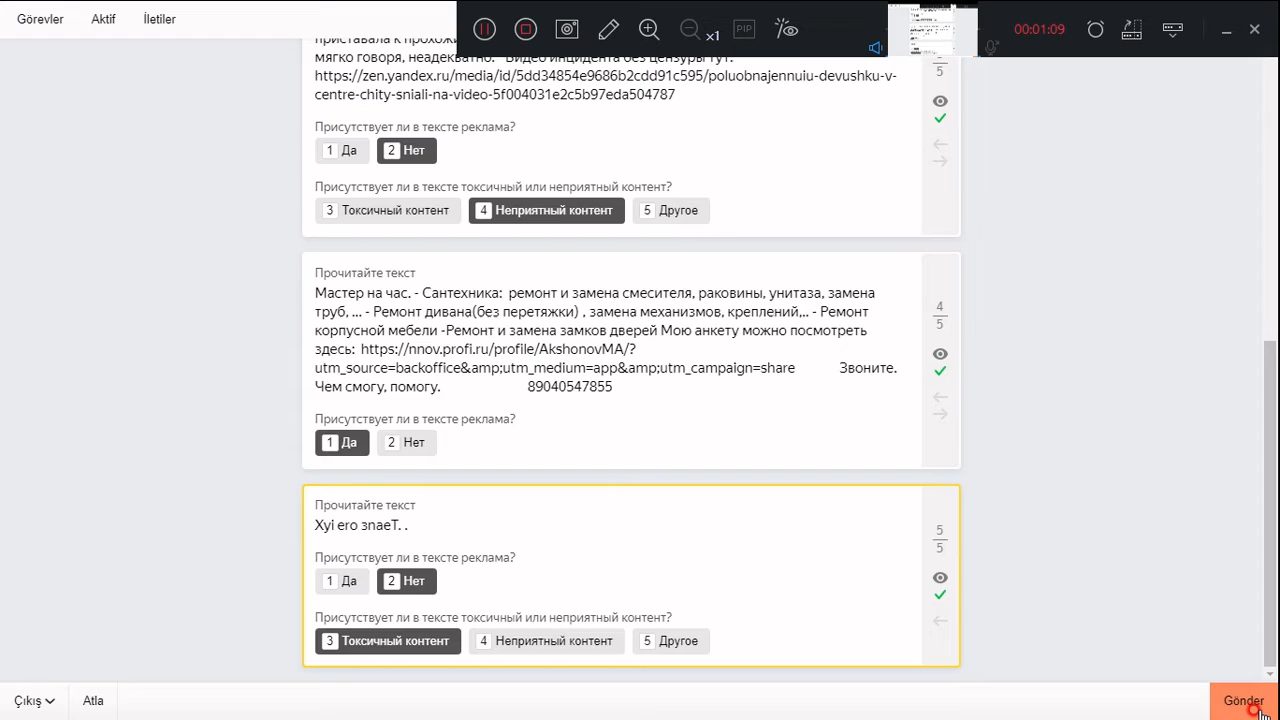 Görevler Aktif İletiler
x1
00:01:09
5
https://zen.yandex.ru/media/id/5dd34854e8686b2cdd91c595/poluobnajennuiu-devushku-v-
centre-chity-sniali-na-video-5f004031e2c5b97eda504787
Присутствует ли в тексте реклама?
1 Да 2 Нет
Присутствует ли в тексте токсичный или неприятный контент?
3 Токсичный контент 4 Неприятный контент 5 Другое
Прочитайте текст
Мастер на час. - Сантехника: ремонт и замена смесителя, раковины, унитаза, замена
труб, ... - Ремонт дивана(без перетяжки) , замена механизмов, креплений,.. - Ремонт
корпусной мебели -Ремонт и замена замков дверей Мою анкету можно посмотреть
здесь: https://nnov.profi.ru/profile/AkshonovMA/?
utm_source=backoffice&amp;utm_medium=app&amp;utm_campaign=share Звоните.
Чем смогу, помогу. 89040547855
4
5
Присутствует ли в тексте реклама?
1 Да 2 Нет
Прочитайте текст
Xyi его знаеТ. .
5
5
Присутствует ли в тексте реклама?
1 Да 2 Нет
Присутствует ли в тексте токсичный или неприятный контент?
3 Токсичный контент 4 Неприятный контент 5 Другое
Çıkış Atla Gönder